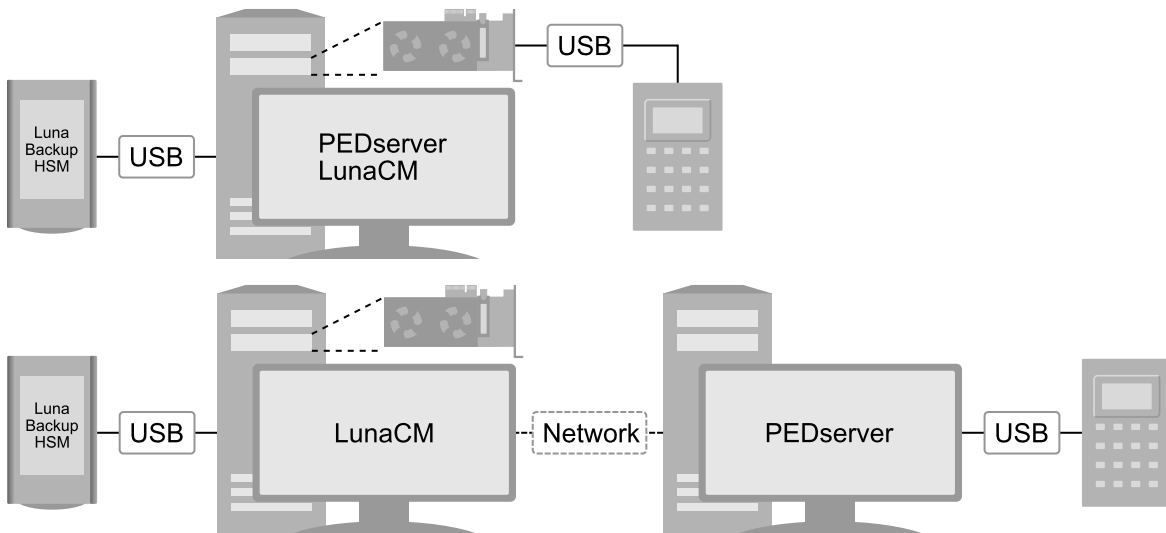 USB
Luna
Backup
HSM
USB
PEDserver
LunaCM
Luna
Backup
HSM
USB
LunaCM
Network
PEDserver
USB